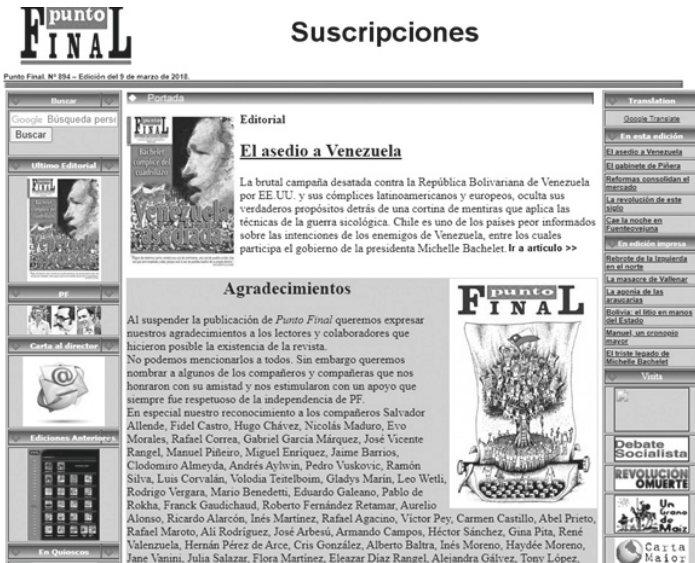 punto
FINAL
Suscripciones
Punto Final. Nº 894 – Edición del 9 de marzo de 2018.
Buscar
Google Búsqueda perso
Buscar
Ultimo Editorial
PF
Carta al director
Ediciones Anteriores
En Quioscos
Portada
punto
FINAL
Bachelet
cómplice del
cuadrillazo
Venezuela
asediada
Editorial
El asedio a Venezuela
La brutal campaña desatada contra la República Bolivariana de Venezuela
por EE.UU. y sus cómplices latinoamericanos y europeos, oculta sus
verdaderos propósitos detrás de una cortina de mentiras que aplica las
técnicas de la guerra sicológica. Chile es uno de los países peor informados
sobre las intenciones de los enemigos de Venezuela, entre los cuales
participa el gobierno de la presidenta Michelle Bachelet. Ir a artículo >>
Agradecimientos
Al suspender la publicación de Punto Final queremos expresar
nuestros agradecimientos a los lectores y colaboradores que
hicieron posible la existencia de la revista.
No podemos mencionarlos a todos. Sin embargo queremos
nombrar a algunos de los compañeros y compañeras que nos
honraron con su amistad y nos estimularon con un apoyo que
siempre fue respetuoso de la independencia de PF.
En especial nuestro reconocimiento a los compañeros Salvador
Allende, Fidel Castro, Hugo Chávez, Nicolás Maduro, Evo
Morales, Rafael Correa, Gabriel García Márquez, José Vicente
Rangel, Manuel Piñeiro, Miguel Enríquez, Jaime Barrios,
Clodomiro Almeyda, Andrés Aylwin, Pedro Vuskovic, Ramón
Silva, Luis Corvalán, Volodia Teitelboim, Gladys Marín, Leo Wetli,
Rodrigo Vergara, Mario Benedetti, Eduardo Galeano, Pablo de
Rokha, Franck Gaudichaud, Roberto Fernández Retamar, Aurelio
Alonso, Ricardo Alarcón, Inés Martínez, Rafael Agacino, Víctor Pey, Carmen Castillo, Abel Prieto,
Rafael Maroto, Alí Rodríguez, José Arbesú, Armando Campos, Héctor Sánchez, Gina Pita, René
Valenzuela, Hernán Pérez de Arce, Cris González, Alberto Baltra, Inés Moreno, Haydée Moreno,
Jane Vanini, Julia Salazar, Flora Martínez, Eleazar Díaz Rangel, Alejandra Gálvez, Tony López,
punto
FINAL
Translation
Google Translate
En esta edición
El asedio a Venezuela
El gabinete de Piñera
Reformas consolidan el
mercado
La revolución de este
siglo
Cae la noche en
Fuenteovejuna
En edición impresa
Rebrote de la Izquierda
en el norte
La masacre de Vallenar
La agonía de las
araucarias
Bolivia: el litio en manos
del Estado
Manuel, un cronopio
mayor
El triste legado de
Michelle Bachelet
Visita
Debate
Socialista
REVOLUCIÓN
OMUERTE
Un
Grano
de
Maíz
Carta
Maior